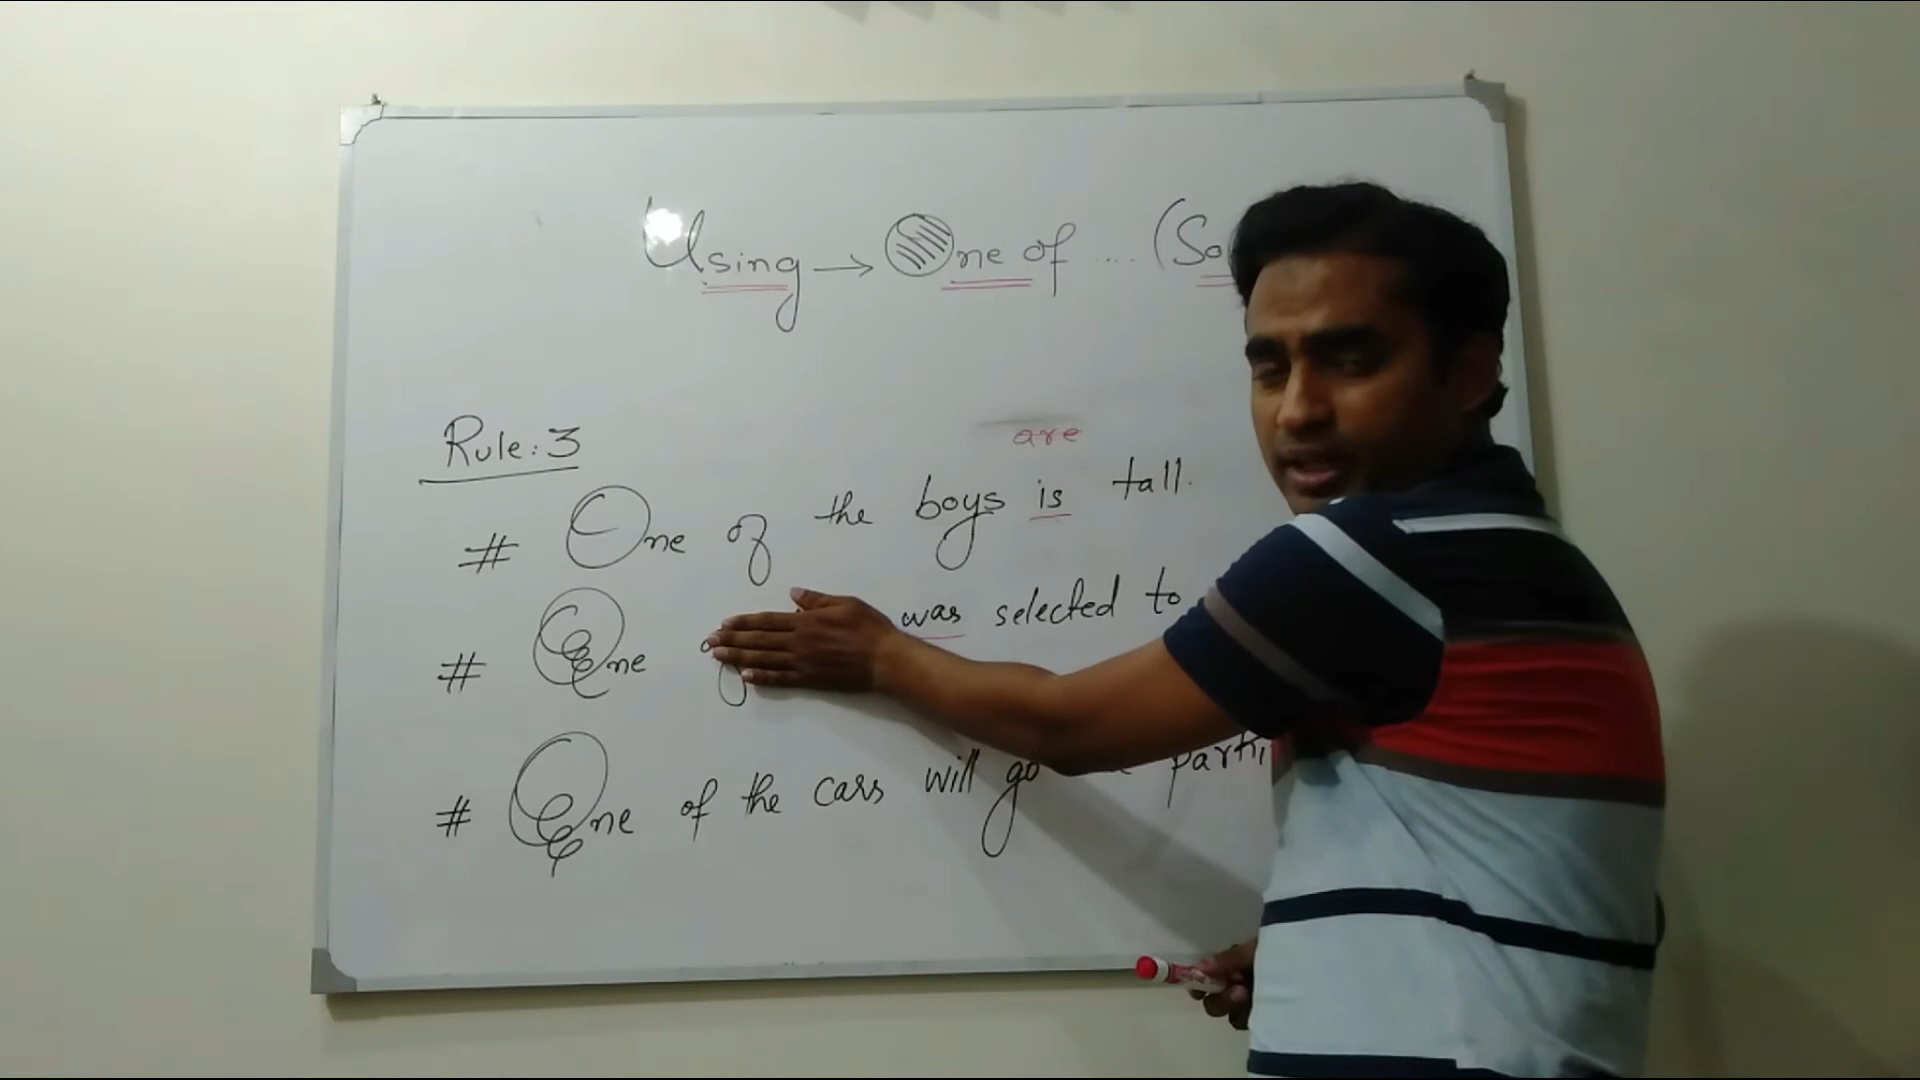 Using → One of .... (So
Rule: 3
are
# One of the boys is tall.
# One of was selected to
# One of the cars will go parki